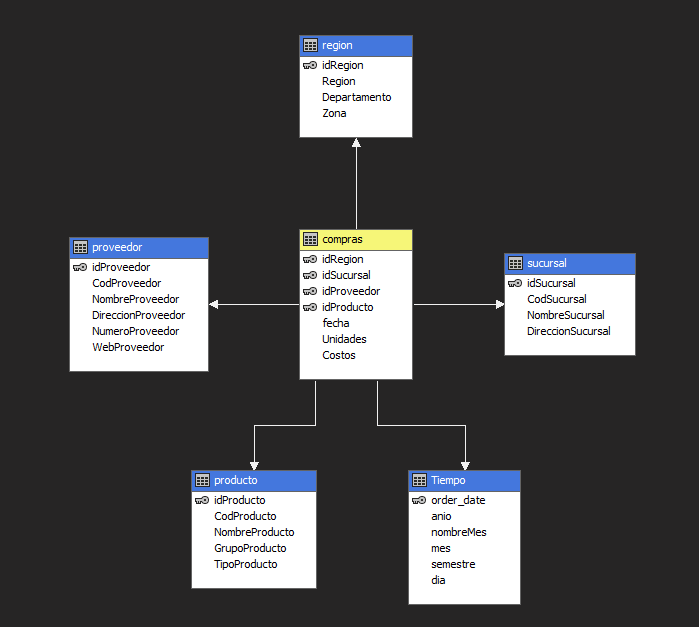 region
idRegion
Region
Departamento
Zona
compras
idRegion
idSucursal
idProveedor
idProducto
fecha
Unidades
Costos
proveedor
idProveedor
CodProveedor
NombreProveedor
DireccionProveedor
NumeroProveedor
WebProveedor
sucursal
idSucursal
CodSucursal
NombreSucursal
DireccionSucursal
producto
idProducto
CodProducto
NombreProducto
GrupoProducto
TipoProducto
Tiempo
order_date
anio
nombreMes
mes
semestre
dia